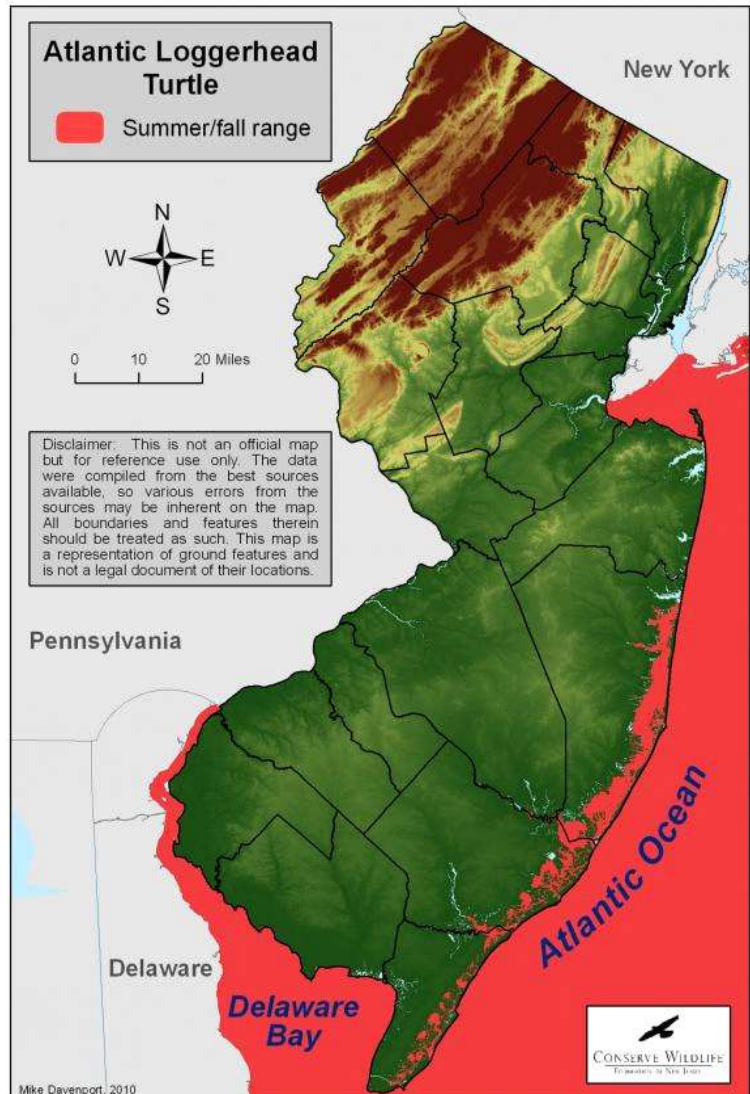 Atlantic Loggerhead
Turtle
Summer/fall range
New York
N
W E
S
0 10 20 Miles
Disclaimer: This is not an official map
but for reference use only. The data
were compiled from the best sources
available, so various errors from the
sources may be inherent on the map.
All boundaries and features therein
should be treated as such. This map is
a representation of ground features and
is not a legal document of their locations.
Pennsylvania
Atlantic Ocean
Delaware
Delaware
Bay
CONSERVE WILDLIFE
FOUNDATION OF NEW JERSEY
Mike Davenport, 2010